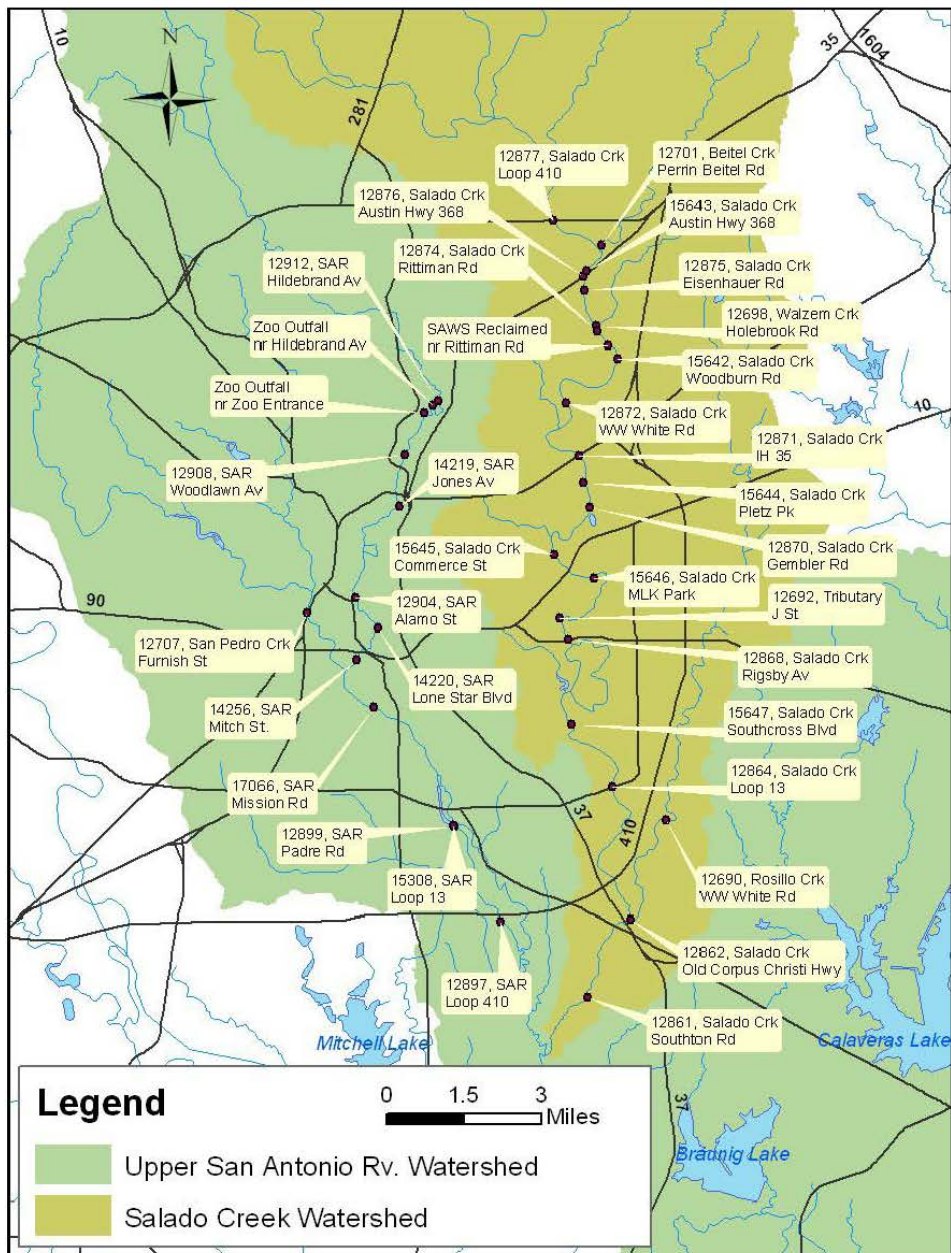 10
N
281
35
1604
12877, Salado Crk
Loop 410
12701, Beitel Crk
Perrin Beitel Rd
12876, Salado Crk
Austin Hwy 368
15643, Salado Crk
Austin Hwy 368
12874, Salado Crk
Rittiman Rd
12912, SAR
Hildebrand Av
12875, Salado Crk
Eisenhauer Rd
Zoo Outfall
nr Hildebrand Av
SAWS Reclaimed
nr Rittiman Rd
12698, Walzem Crk
Holebrook Rd
15642, Salado Crk
Woodburn Rd
Zoo Outfall
nr Zoo Entrance
10
12872, Salado Crk
WW White Rd
12871, Salado Crk
IH 35
12908, SAR
Woodlawn Av
14219, SAR
Jones Av
15644, Salado Crk
Pletz Pk
12870, Salado Crk
Gembler Rd
15645, Salado Crk
Commerce St
15646, Salado Crk
MLK Park
12692, Tributary
J St
90
12904, SAR
Alamo St
12707, San Pedro Crk
Furnish St
12868, Salado Crk
Rigsby Av
14220, SAR
Lone Star Blvd
14256, SAR
Mitch St.
15647, Salado Crk
Southcross Blvd
17066, SAR
Mission Rd
12864, Salado Crk
Loop 13
37
410
12899, SAR
Padre Rd
15308, SAR
Loop 13
12690, Rosillo Crk
WW White Rd
12862, Salado Crk
Old Corpus Christi Hwy
12897, SAR
Loop 410
12861, Salado Crk
Southton Rd
Mitchell Lake
Calaveras Lake
37
Braunig Lake
Legend
0 1.5 3
Miles
Upper San Antonio Rv. Watershed
Salado Creek Watershed